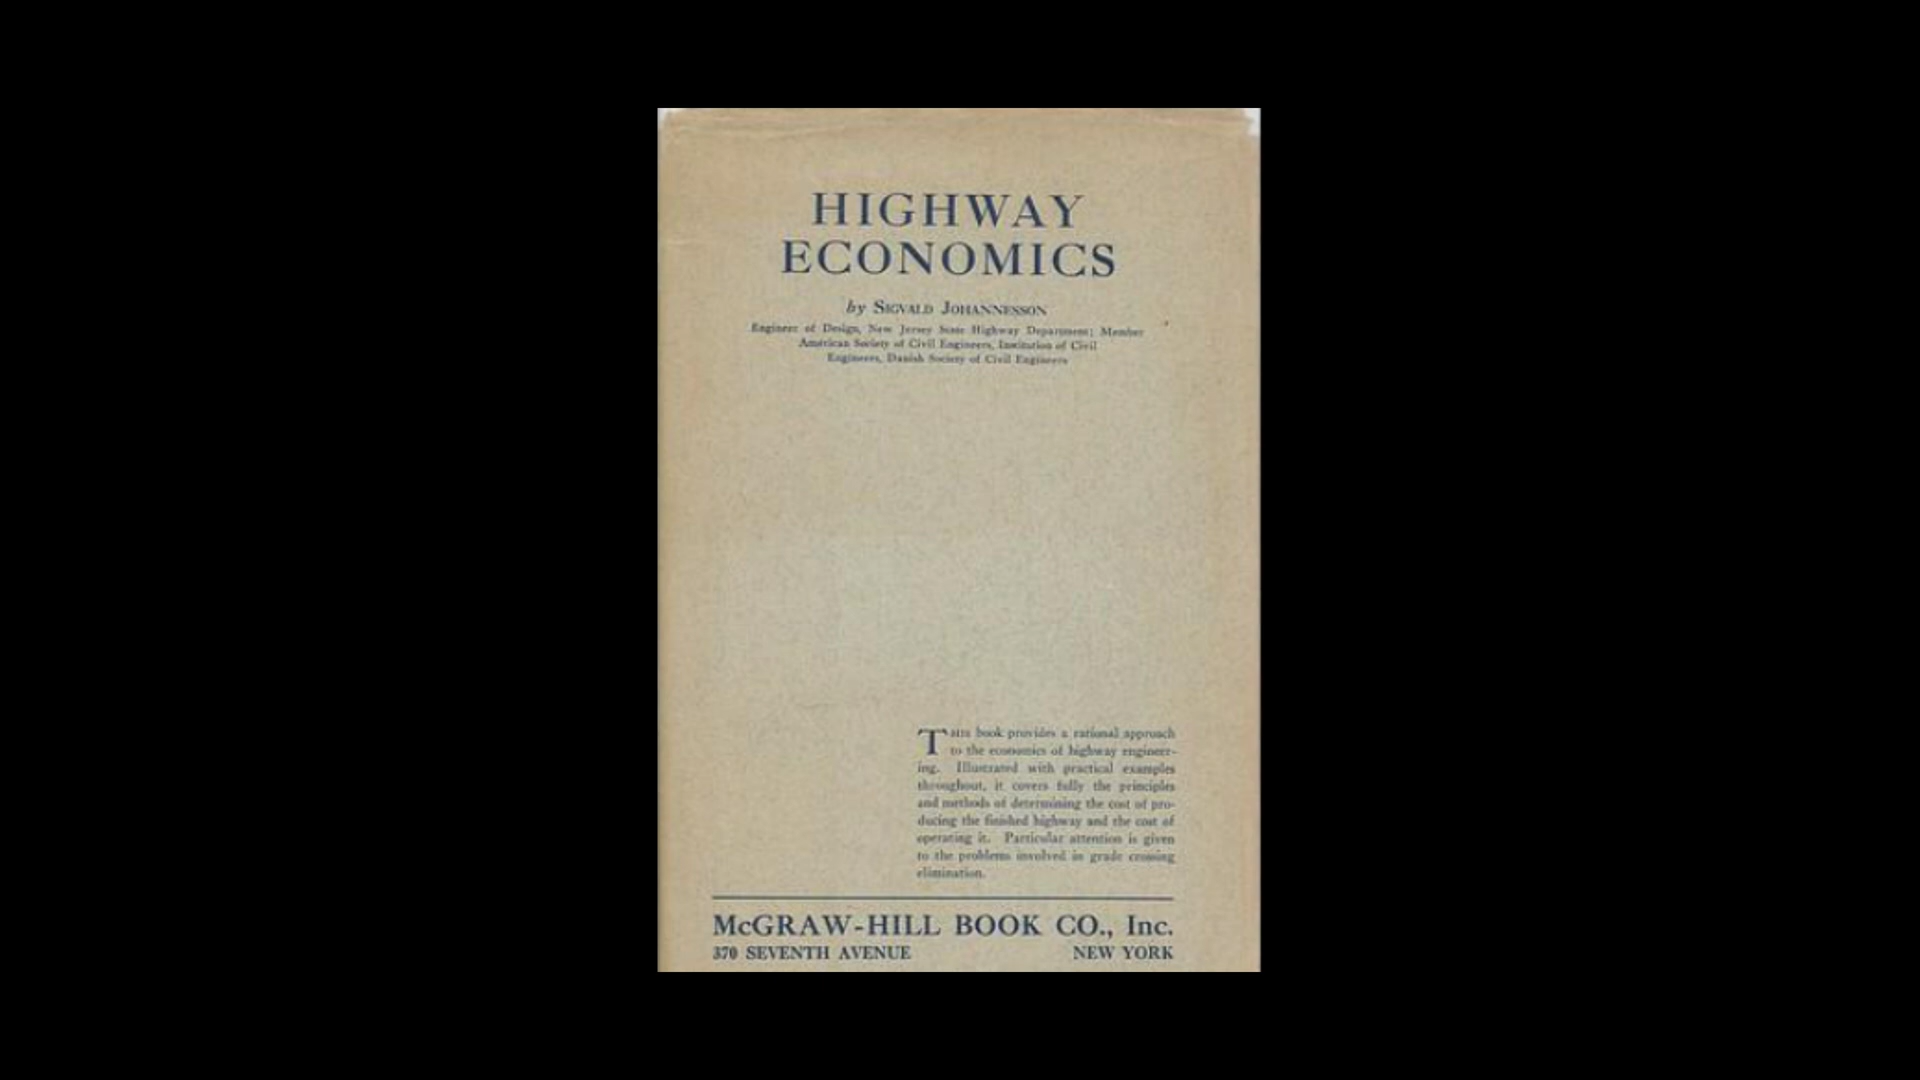 HIGHWAY
ECONOMICS
by SIGVALD JOHANNESSON
Engineer of Design, New Jersey State Highway Department; Member
American Society of Civil Engineers, Institution of Civil
Engineers, Danish Society of Civil Engineers
THIS book provides a rational approach
to the economics of highway engineer-
ing. Illustrated with practical examples
throughout, it covers fully the principles
and methods of determining the cost of pro-
ducing the finished highway and the cost of
operating it. Particular attention is given
to the problems involved in grade crossing
elimination.
McGRAW-HILL BOOK CO., Inc.
370 SEVENTH AVENUE NEW YORK